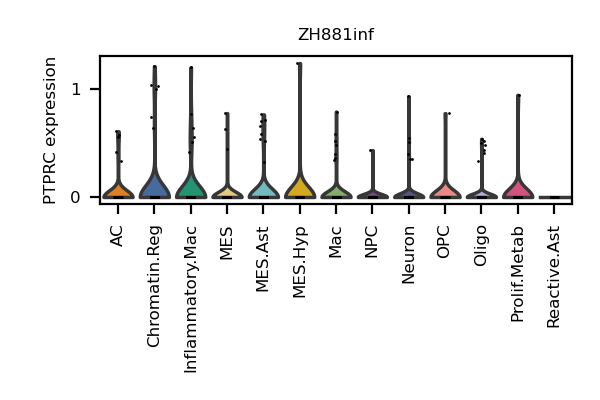 ZH881inf
PTPRC expression
1
0
AC
Chromatin.Reg
Inflammatory.Mac
MES
MES.Ast
MES.Hyp
Mac
NPC
Neuron
OPC
Oligo
Prolif.Metab
Reactive.Ast